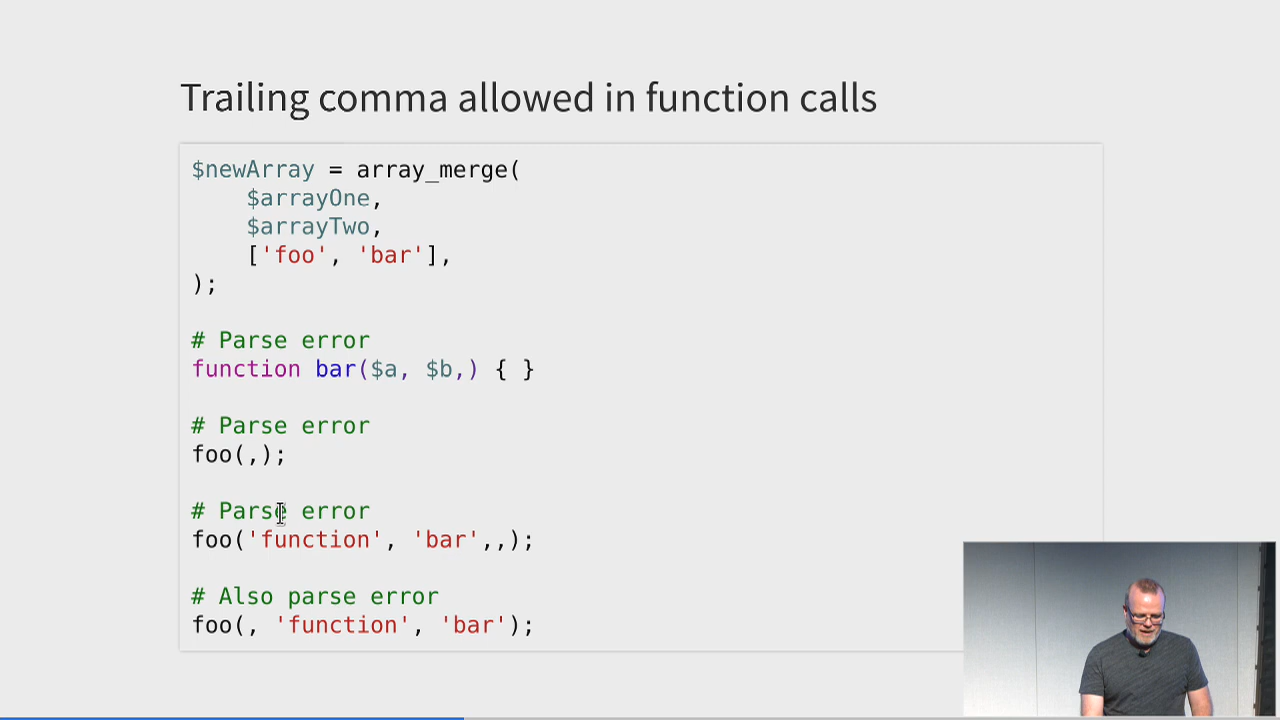 Trailing comma allowed in function calls
$newArray = array_merge(
    $arrayOne,
    $arrayTwo,
    ['foo', 'bar'],
);
# Parse error
function bar($a, $b,) { }
# Parse error
foo(,);
# Parse error
foo('function', 'bar',,);
# Also parse error
foo(, 'function', 'bar');